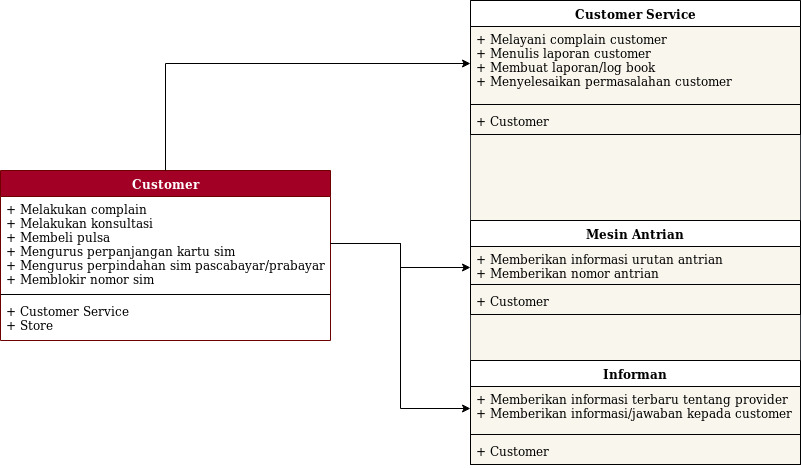 Customer Service
+ Melayani complain customer
+ Menulis laporan customer
+ Membuat laporan/log book
+ Menyelesaikan permasalahan customer
+ Customer
Customer
+ Melakukan complain
+ Melakukan konsultasi
+ Membeli pulsa
+ Mengurus perpanjangan kartu sim
+ Mengurus perpindahan sim pascabayar/prabayar
+ Memblokir nomor sim
+ Customer Service
+ Store
Mesin Antrian
+ Memberikan informasi urutan antrian
+ Memberikan nomor antrian
+ Customer
Informan
+ Memberikan informasi terbaru tentang provider
+ Memberikan informasi/jawaban kepada customer
+ Customer